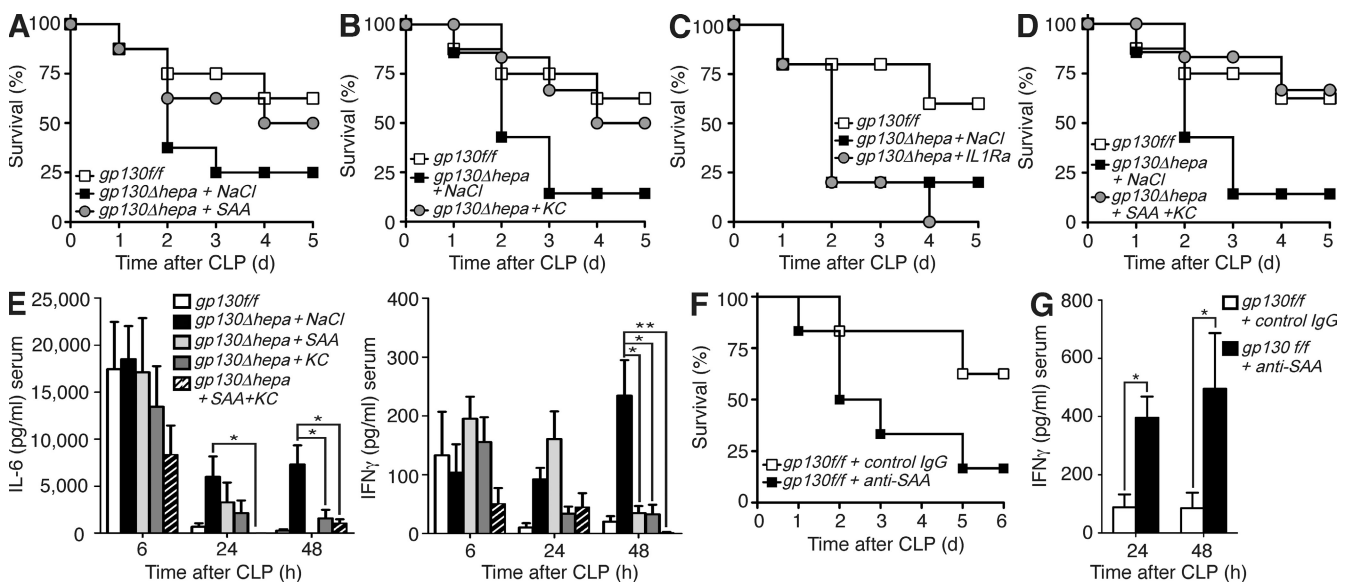 A
Survival (%)
100
75
50
25
0
gp130f/f
gp130Δhepa + NaCl
gp130Δhepa + SAA
0 1 2 3 4 5
Time after CLP (d)
B
Survival (%)
100
75
50
25
0
gp130f/f
gp130Δhepa
+NaCl
gp130Δhepa + KC
0 1 2 3 4 5
Time after CLP (d)
C
Survival (%)
100
75
50
25
0
gp130f/f
gp130Δhepa + NaCl
gp130Δhepa + IL1Ra
0 1 2 3 4 5
Time after CLP (d)
D
Survival (%)
100
75
50
25
0
gp130f/f
gp130Δhepa
+ NaCl
gp130Δhepa
+ SAA +KC
0 1 2 3 4 5
Time after CLP (d)
E
IL-6 (pg/ml) serum
25,000
20,000
15,000
10,000
5,000
0
gp130f/f
gp130Δhepa + NaCl
gp130Δhepa + SAA
gp130Δhepa + KC
gp130Δhepa
+ SAA+KC
*
*
*
6 24 48
Time after CLP (h)
IFNγ (pg/ml) serum
400
300
200
100
0
**
*
*
6 24 48
Time after CLP (h)
F
Survival (%)
100
75
50
25
0
gp130f/f + control IgG
gp130f/f + anti-SAA
0 1 2 3 4 5 6
Time after CLP (d)
G
IFNγ (pg/ml) serum
800
600
400
200
0
gp130f/f
+ control IgG
gp130 f/f
+ anti-SAA
*
*
24 48
Time after CLP (h)